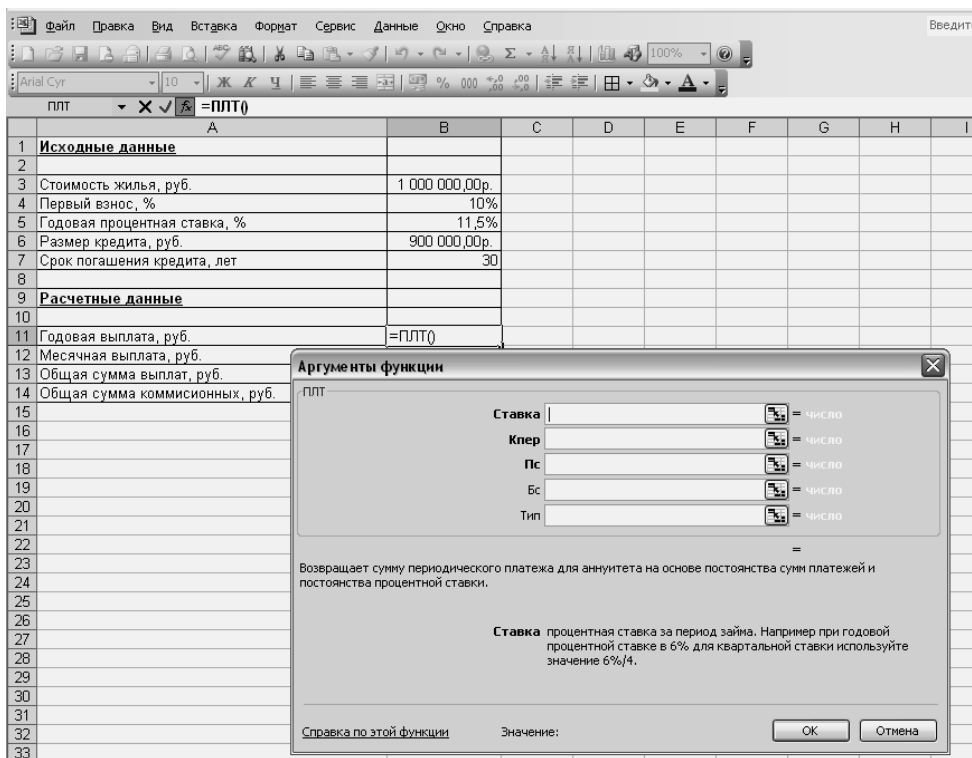 Файл Правка Вид Вставка Формат Сервис Данные Окно Справка Введит
100%
Arial Cyr 10 Ж К Ч % 000
ПЛТ =ПЛТ()
A B C D E F G H I
1 Исходные данные
2
3 Стоимость жилья, руб. 1 000 000,00р.
4 Первый взнос, % 10%
5 Годовая процентная ставка, % 11,5%
6 Размер кредита, руб. 900 000,00р.
7 Срок погашения кредита, лет 30
8
9 Расчетные данные
10
11 Годовая выплата, руб. =ПЛТ()
12 Месячная выплата, руб.
13 Общая сумма выплат, руб.
14 Общая сумма коммисионных, руб.
15
16
17
18
19
20
21
22
23
24
25
26
27
28
29
30
31
32
33
Аргументы функции
ПЛТ
Ставка = число
Кпер = число
Пс = число
Бс = число
Тип = число
=
Возвращает сумму периодического платежа для аннуитета на основе постоянства сумм платежей и
постоянства процентной ставки.
Ставка процентная ставка за период займа. Например при годовой
процентной ставке в 6% для квартальной ставки используйте
значение 6%/4.
Справка по этой функции Значение: ОК Отмена